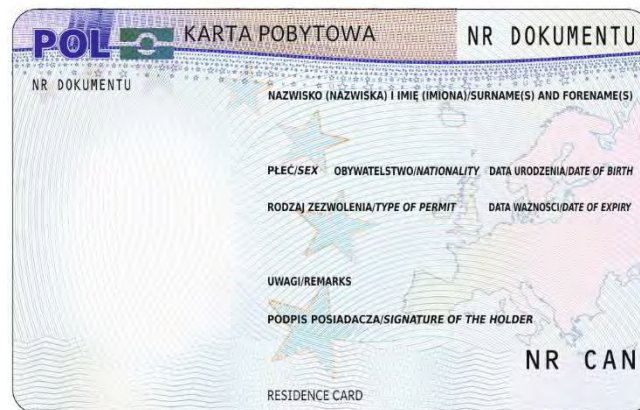 POL KARTA POBYTOWA NR DOKUMENTU
NR DOKUMENTU
NAZWISKO (NAZWISKA) I IMIĘ (IMIONA)/SURNAME(S) AND FORENAME(S)
PŁEĆ/SEX OBYWATELSTWO/NATIONALITY DATA URODZENIA/DATE OF BIRTH
RODZAJ ZEZWOLENIA/TYPE OF PERMIT DATA WAŻNOŚCI/DATE OF EXPIRY
UWAGI/REMARKS
PODPIS POSIADACZA/SIGNATURE OF THE HOLDER
NR CAN
RESIDENCE CARD